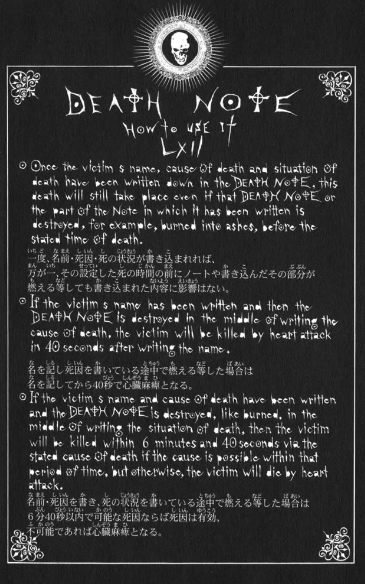 DEATH NOTE
HOW to USE It
LXII
Once the victim s name, cause of death and situation of
death have been written down in the DEATH NOTE, this
death will still take place even if that DEATH NOTE or
the part of the Note in which it has been written is
destroyed, for example, burned into ashes, before the
stated time of death.
一度、名前・死因・死の状況が書き込まれれば、
万が一、その設定した死の時間の前にノートや書き込んだその部分が
燃える等しても書き込まれた内容に影響はない。
If the victim s name has been written and then the
DEATH NOTE is destroyed in the middle of writing the
cause of death, the victim will be killed by heart attack
in 40 seconds after writing the name.
名を記し死因を書いている途中で燃える等した場合は
名を記してから40秒で心臓麻痺となる。
If the victim s name and cause of death have been written
and the DEATH NOTE is destroyed, like burned, in the
middle of writing the situation of death, then the victim
will be killed within 6 minutes and 40 seconds via the
stated cause of death if the cause is possible within that
period of time, but otherwise, the victim will die by heart
attack.
名前・死因を書き、死の状況を書いている途中で燃える等した場合は
6分40秒以内で可能な死因ならば死因は有効、
不可能であれば心臓麻痺となる。